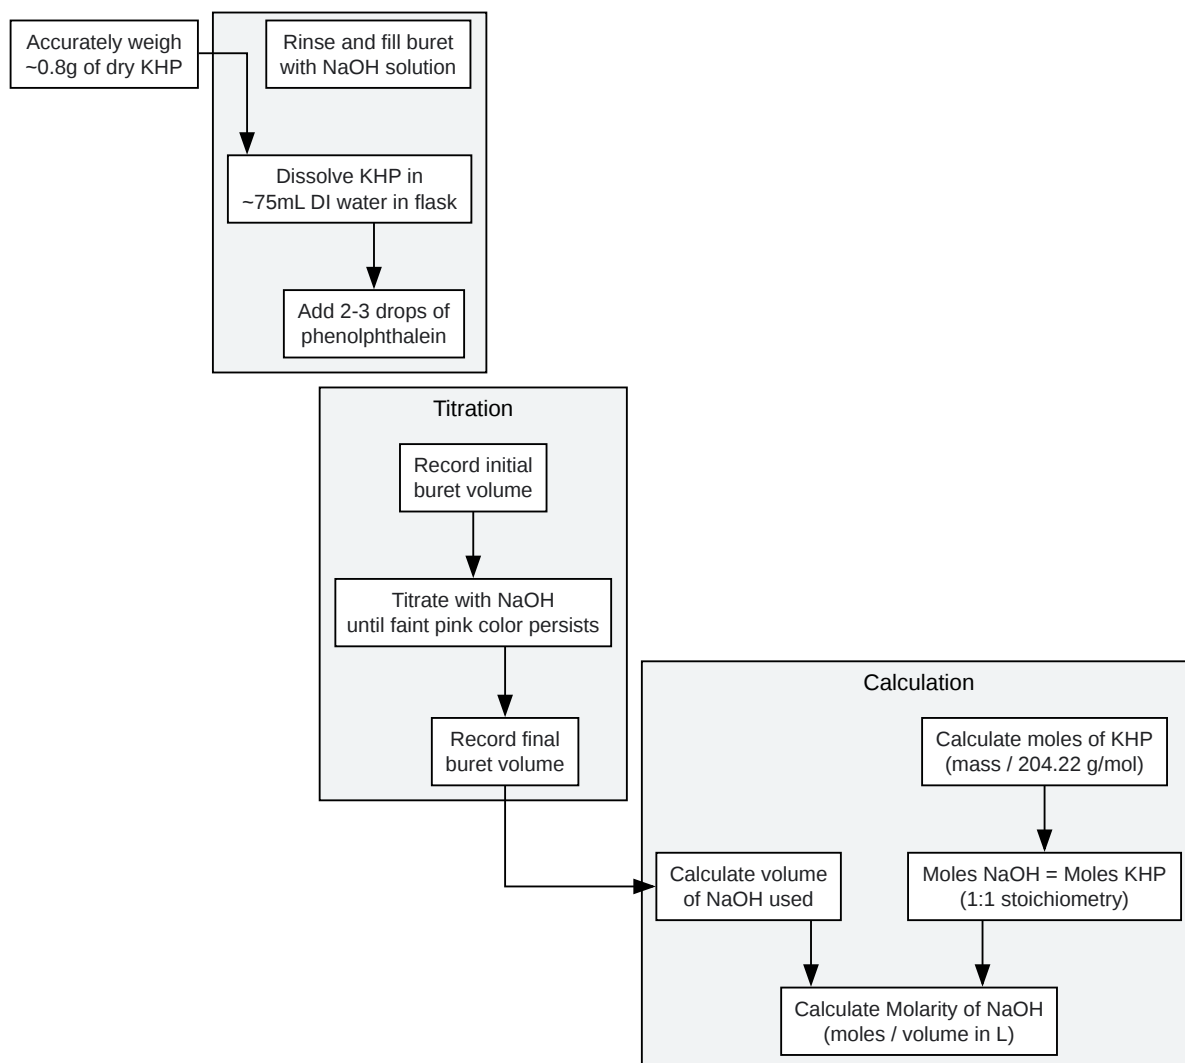 Accurately weigh
~0.8g of dry KHP
Rinse and fill buret
with NaOH solution
Dissolve KHP in
~75mL DI water in flask
Add 2-3 drops of
phenolphthalein
Titration
Record initial
buret volume
Titrate with NaOH
until faint pink color persists
Record final
buret volume
Calculation
Calculate moles of KHP
(mass / 204.22 g/mol)
Calculate volume
of NaOH used
Moles NaOH = Moles KHP
(1:1 stoichiometry)
Calculate Molarity of NaOH
(moles / volume in L)